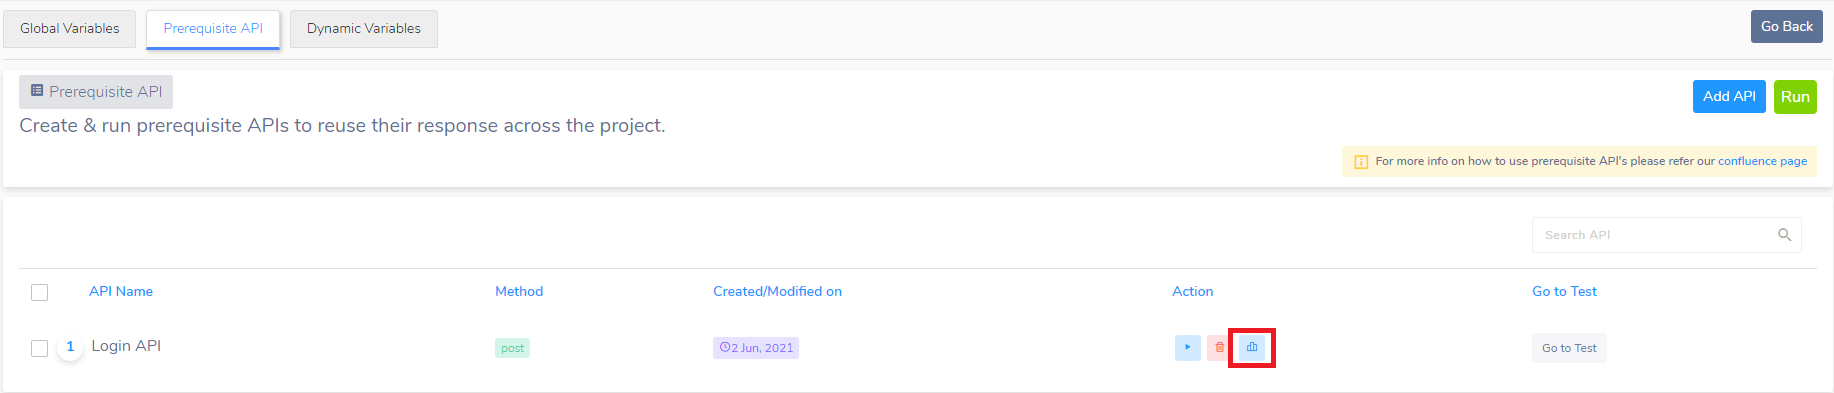 Global Variables Prerequisite API Dynamic Variables Go Back
Prerequisite API Add API Run
Create & run prerequisite APIs to reuse their response across the project.
For more info on how to use prerequisite API's please refer our confluence page
Search API
API Name Method Created/Modified on Action Go to Test
1 Login API post 2 Jun, 2021 Go to Test